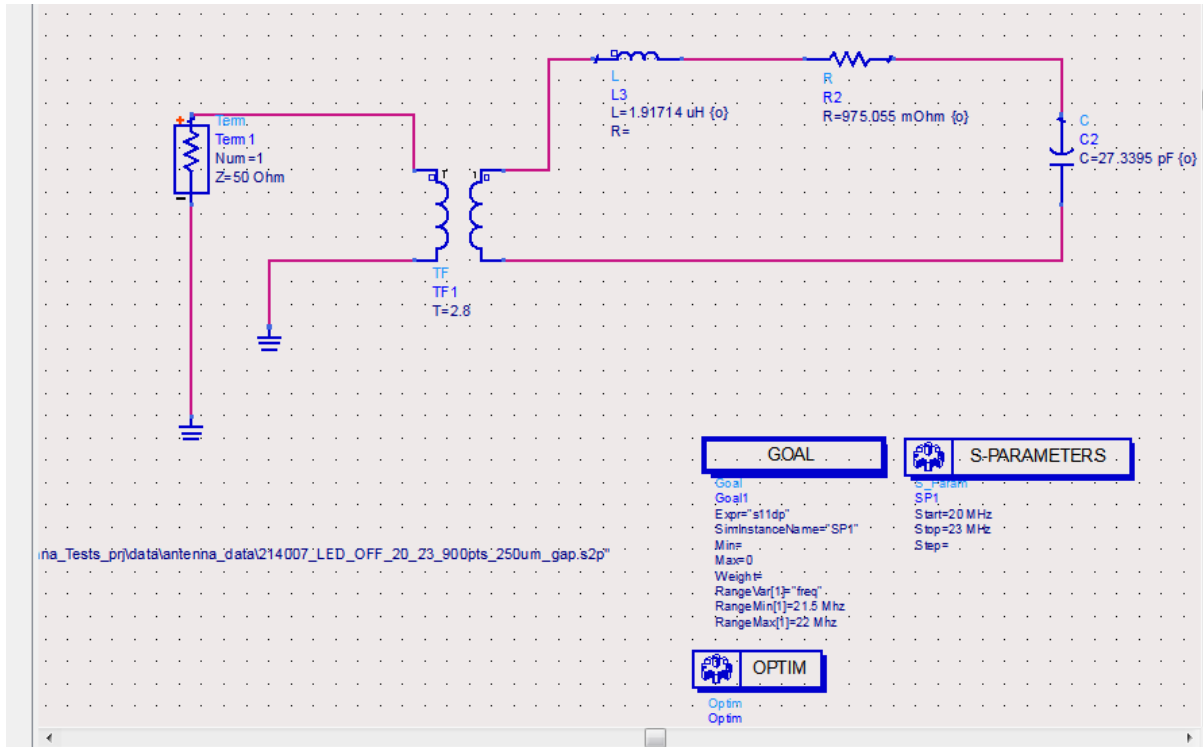 Term
Term1
Num=1
Z=50 Ohm
TF
TF1
T=2.8
L
L3
L=1.91714 uH {o}
R=
R
R2
R=975.055 mOhm {o}
C
C2
C=27.3395 pF {o}
na_Tests_prj\data\antenna_data\214007_LED_OFF_20_23_900pts_250um_gap.s2p"
GOAL
Goal
Goal1
Expr="s11dp"
SimInstanceName="SP1"
Min=
Max=0
Weight=
RangeVar[1]="freq"
RangeMin[1]=21.5 Mhz
RangeMax[1]=22 Mhz
S-PARAMETERS
S_Param
SP1
Start=20 MHz
Stop=23 MHz
Step=
OPTIM
Optim
Optim